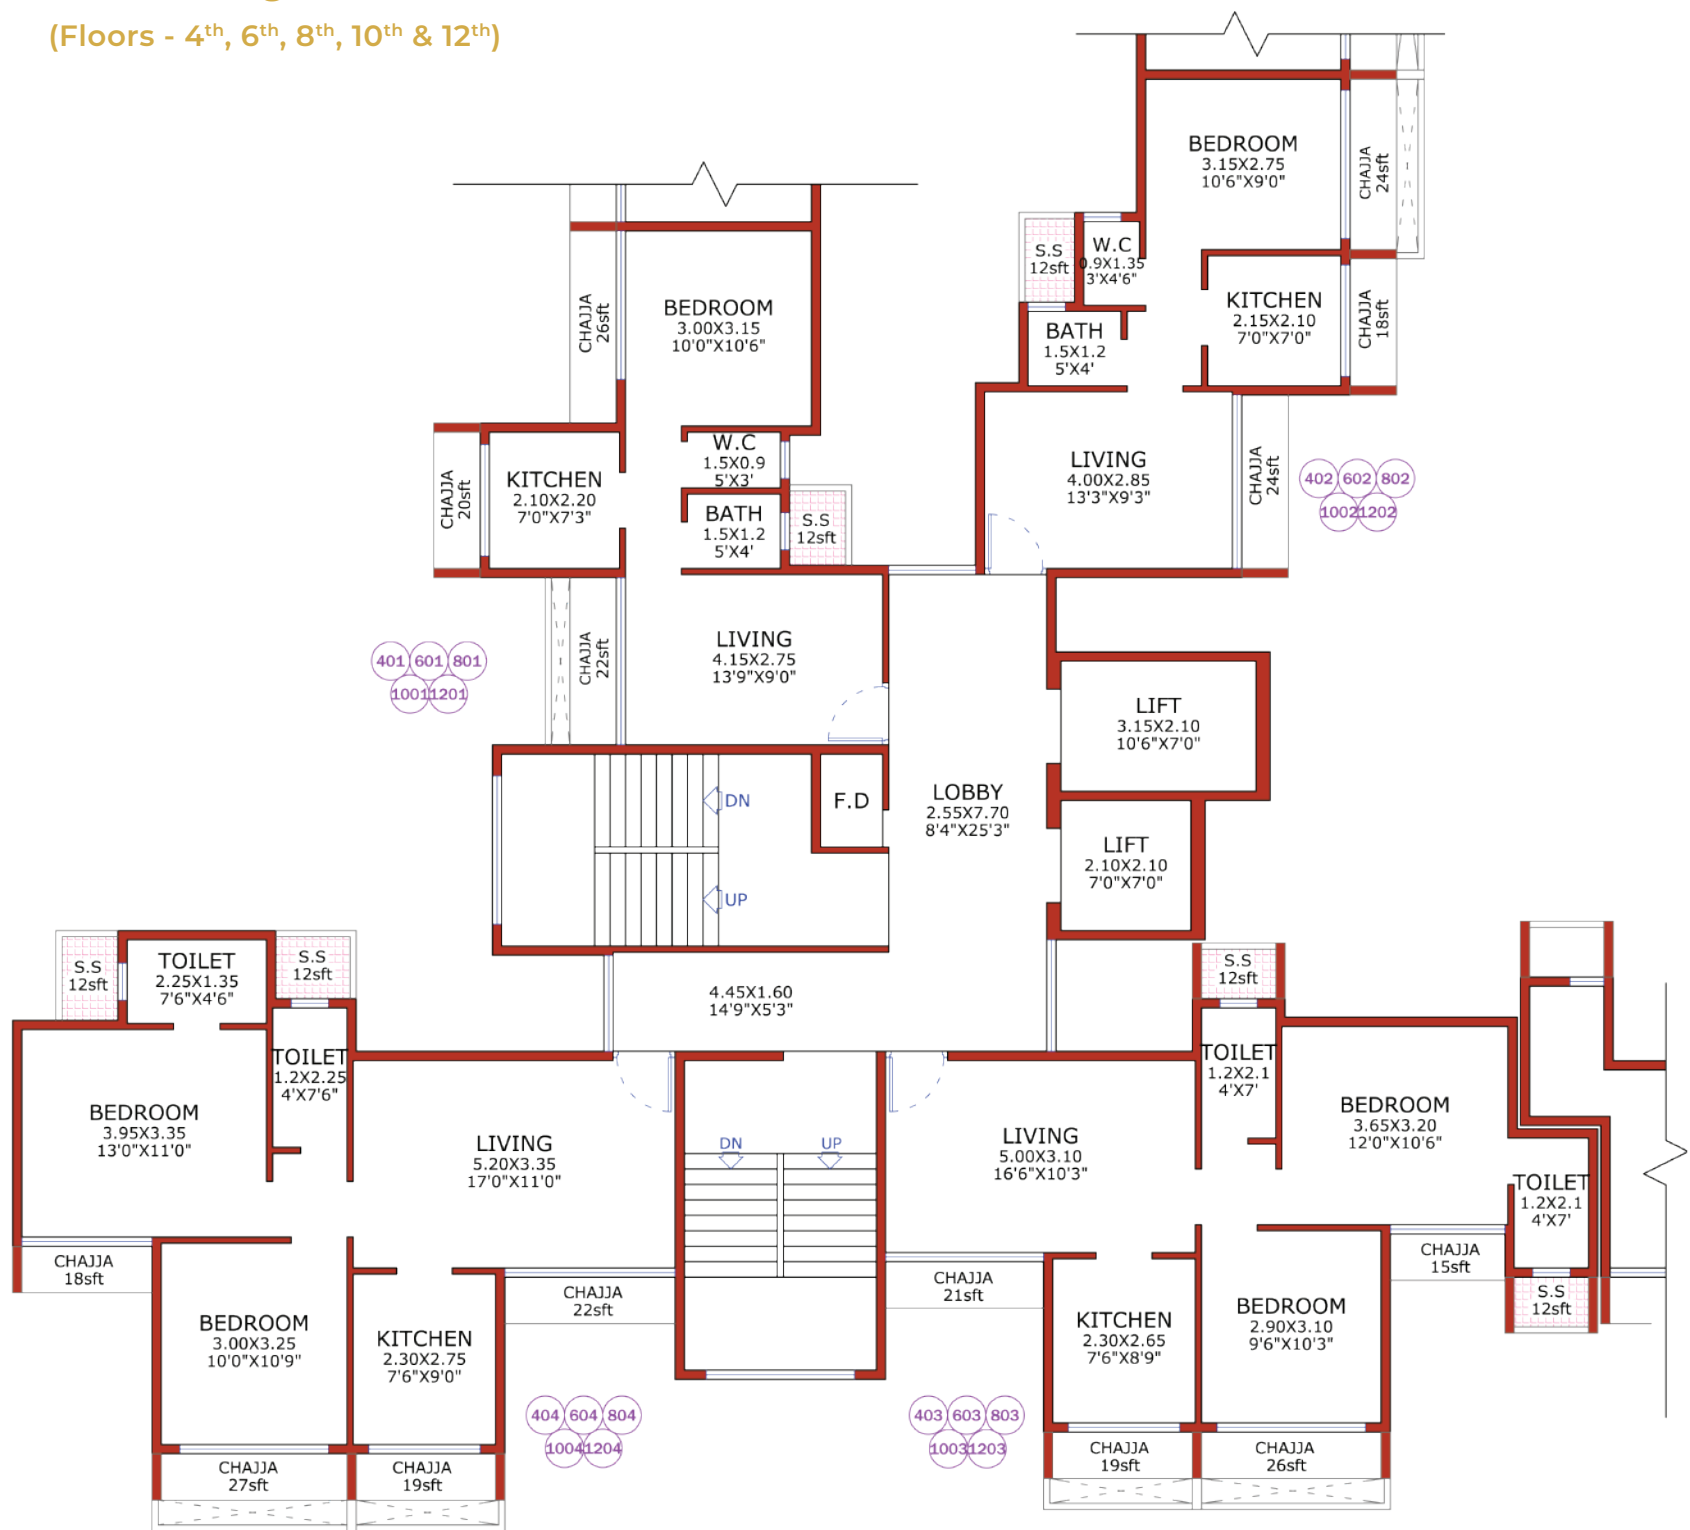 (Floors - 4th, 6th, 8th, 10th & 12th)
BEDROOM
3.15X2.75
10'6"X9'0"
CHAJJA
24sft
S.S
12sft
W.C
0.9X1.35
3'X4'6"
KITCHEN
2.15X2.10
7'0"X7'0"
CHAJJA
18sft
BATH
1.5X1.2
5'X4'
LIVING
4.00X2.85
13'3"X9'3"
CHAJJA
24sft
402 602 802
1002 1202
CHAJJA
26sft
BEDROOM
3.00X3.15
10'0"X10'6"
W.C
1.5X0.9
5'X3'
CHAJJA
20sft
KITCHEN
2.10X2.20
7'0"X7'3"
BATH
1.5X1.2
5'X4'
S.S
12sft
CHAJJA
22sft
LIVING
4.15X2.75
13'9"X9'0"
401 601 801
1001 1201
LIFT
3.15X2.10
10'6"X7'0"
DN
F.D
LOBBY
2.55X7.70
8'4"X25'3"
LIFT
2.10X2.10
7'0"X7'0"
UP
4.45X1.60
14'9"X5'3"
S.S
12sft
TOILET
2.25X1.35
7'6"X4'6"
S.S
12sft
TOILET
1.2X2.25
4'X7'6"
BEDROOM
3.95X3.35
13'0"X11'0"
LIVING
5.20X3.35
17'0"X11'0"
CHAJJA
18sft
BEDROOM
3.00X3.25
10'0"X10'9"
KITCHEN
2.30X2.75
7'6"X9'0"
CHAJJA
22sft
CHAJJA
27sft
CHAJJA
19sft
404 604 804
1004 1204
DN UP
S.S
12sft
TOILET
1.2X2.1
4'X7'
LIVING
5.00X3.10
16'6"X10'3"
BEDROOM
3.65X3.20
12'0"X10'6"
TOILET
1.2X2.1
4'X7'
CHAJJA
21sft
CHAJJA
15sft
S.S
12sft
KITCHEN
2.30X2.65
7'6"X8'9"
BEDROOM
2.90X3.10
9'6"X10'3"
403 603 803
1003 1203
CHAJJA
19sft
CHAJJA
26sft